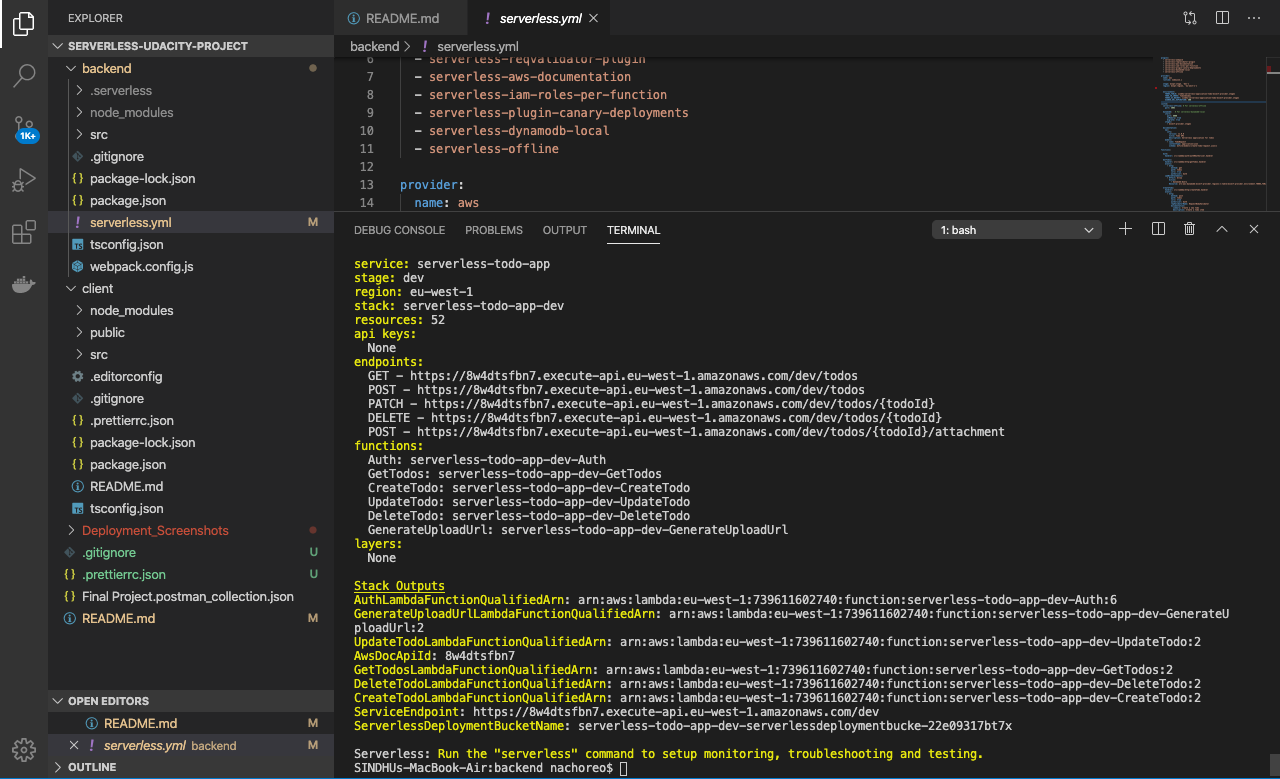 EXPLORER
SERVERLESS-UDACITY-PROJECT
backend
.serverless
node_modules
src
.gitignore
package-lock.json
package.json
serverless.yml M
tsconfig.json
webpack.config.js
client
node_modules
public
src
.editorconfig
.gitignore
.prettierrc.json
package-lock.json
package.json
README.md
tsconfig.json
Deployment_Screenshots
.gitignore U
.prettierrc.json U
Final Project.postman_collection.json
README.md M
OPEN EDITORS
README.md M
serverless.yml backend M
OUTLINE
1K+
README.md
serverless.yml
backend > serverless.yml
6 - serverless-reqvalidator-plugin
7 - serverless-aws-documentation
8 - serverless-iam-roles-per-function
9 - serverless-plugin-canary-deployments
10 - serverless-dynamodb-local
11 - serverless-offline
12
13 provider:
14 name: aws
DEBUG CONSOLE PROBLEMS OUTPUT TERMINAL 1: bash
service: serverless-todo-app
stage: dev
region: eu-west-1
stack: serverless-todo-app-dev
resources: 52
api keys:
None
endpoints:
GET - https://8w4dtsfbn7.execute-api.eu-west-1.amazonaws.com/dev/todos
POST - https://8w4dtsfbn7.execute-api.eu-west-1.amazonaws.com/dev/todos
PATCH - https://8w4dtsfbn7.execute-api.eu-west-1.amazonaws.com/dev/todos/{todoId}
DELETE - https://8w4dtsfbn7.execute-api.eu-west-1.amazonaws.com/dev/todos/{todoId}
POST - https://8w4dtsfbn7.execute-api.eu-west-1.amazonaws.com/dev/todos/{todoId}/attachment
functions:
Auth: serverless-todo-app-dev-Auth
GetTodos: serverless-todo-app-dev-GetTodos
CreateTodo: serverless-todo-app-dev-CreateTodo
UpdateTodo: serverless-todo-app-dev-UpdateTodo
DeleteTodo: serverless-todo-app-dev-DeleteTodo
GenerateUploadUrl: serverless-todo-app-dev-GenerateUploadUrl
layers:
None
Stack Outputs
AuthLambdaFunctionQualifiedArn: arn:aws:lambda:eu-west-1:739611602740:function:serverless-todo-app-dev-Auth:6
GenerateUploadUrlLambdaFunctionQualifiedArn: arn:aws:lambda:eu-west-1:739611602740:function:serverless-todo-app-dev-GenerateU
ploadUrl:2
UpdateTodoLambdaFunctionQualifiedArn: arn:aws:lambda:eu-west-1:739611602740:function:serverless-todo-app-dev-UpdateTodo:2
AwsDocApiId: 8w4dtsfbn7
GetTodosLambdaFunctionQualifiedArn: arn:aws:lambda:eu-west-1:739611602740:function:serverless-todo-app-dev-GetTodos:2
DeleteTodoLambdaFunctionQualifiedArn: arn:aws:lambda:eu-west-1:739611602740:function:serverless-todo-app-dev-DeleteTodo:2
CreateTodoLambdaFunctionQualifiedArn: arn:aws:lambda:eu-west-1:739611602740:function:serverless-todo-app-dev-CreateTodo:2
ServiceEndpoint: https://8w4dtsfbn7.execute-api.eu-west-1.amazonaws.com/dev
ServerlessDeploymentBucketName: serverless-todo-app-dev-serverlessdeploymentbucke-22e09317bt7x
Serverless: Run the "serverless" command to setup monitoring, troubleshooting and testing.
SINDHUs-MacBook-Air:backend nachoreo$